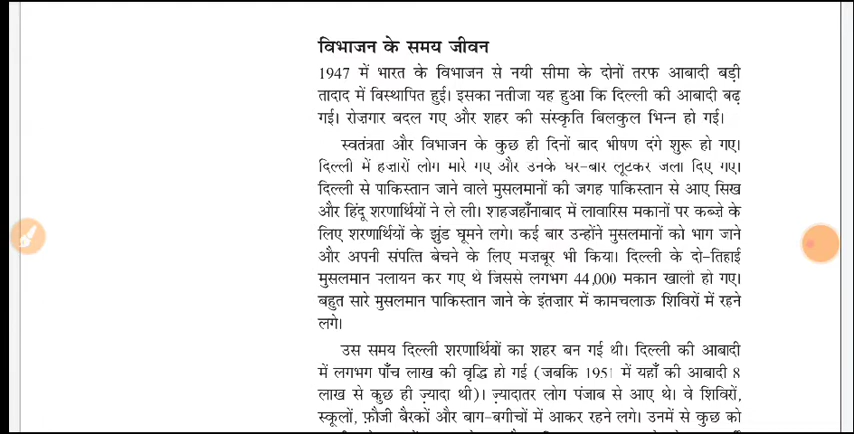 विभाजन के समय जीवन
1947 में भारत के विभाजन से नयी सीमा के दोनों तरफ आबादी बड़ी
तादाद में विस्थापित हुई। इसका नतीजा यह हुआ कि दिल्ली की आबादी बढ़
गई। रोज़गार बदल गए और शहर की संस्कृति बिलकुल भिन्न हो गई।
स्वतंत्रता और विभाजन के कुछ ही दिनों बाद भीषण दंगे शुरू हो गए।
दिल्ली में हज़ारों लोग मारे गए और उनके घर-बार लूटकर जला दिए गए।
दिल्ली से पाकिस्तान जाने वाले मुसलमानों की जगह पाकिस्तान से आए सिख
और हिंदू शरणार्थियों ने ले ली। शाहजहाँनाबाद में लावारिस मकानों पर कब्ज़े के
लिए शरणार्थियों के झुंड घूमने लगे। कई बार उन्होंने मुसलमानों को भाग जाने
और अपनी संपत्ति बेचने के लिए मजबूर भी किया। दिल्ली के दो-तिहाई
मुसलमान पलायन कर गए थे जिससे लगभग 44,000 मकान खाली हो गए।
बहुत सारे मुसलमान पाकिस्तान जाने के इंतज़ार में कामचलाऊ शिविरों में रहने
लगे।
उस समय दिल्ली शरणार्थियों का शहर बन गई थी। दिल्ली की आबादी
में लगभग पाँच लाख की वृद्धि हो गई (जबकि 1951 में यहाँ की आबादी 8
लाख से कुछ ही ज़्यादा थी)। ज़्यादातर लोग पंजाब से आए थे। वे शिविरों,
स्कूलों, फ़ौजी बैरकों और बाग-बगीचों में आकर रहने लगे। उनमें से कुछ को